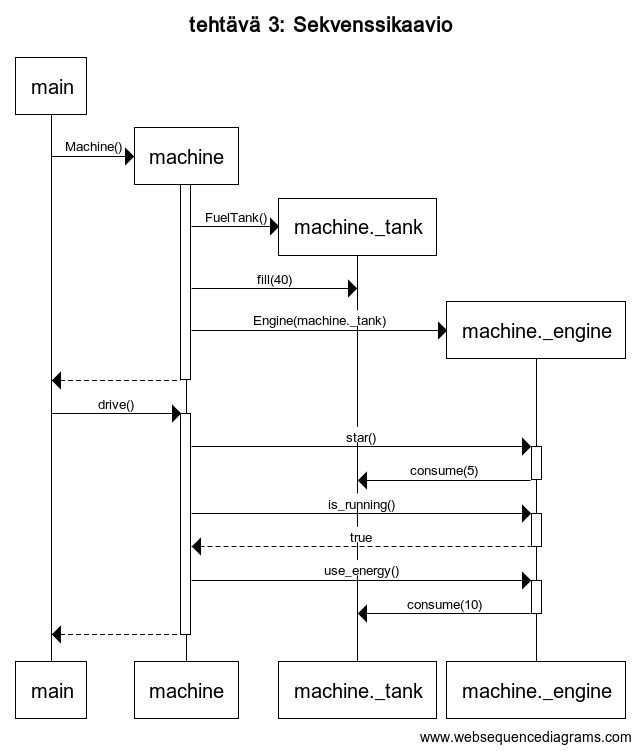 tehtävä 3: Sekvenssikaavio
main
Machine()
machine
FuelTank()
machine._tank
fill(40)
Engine(machine._tank)
machine._engine
drive()
star()
consume(5)
is_running()
true
use_energy()
consume(10)
main machine machine._tank machine._engine
www.websequencediagrams.com